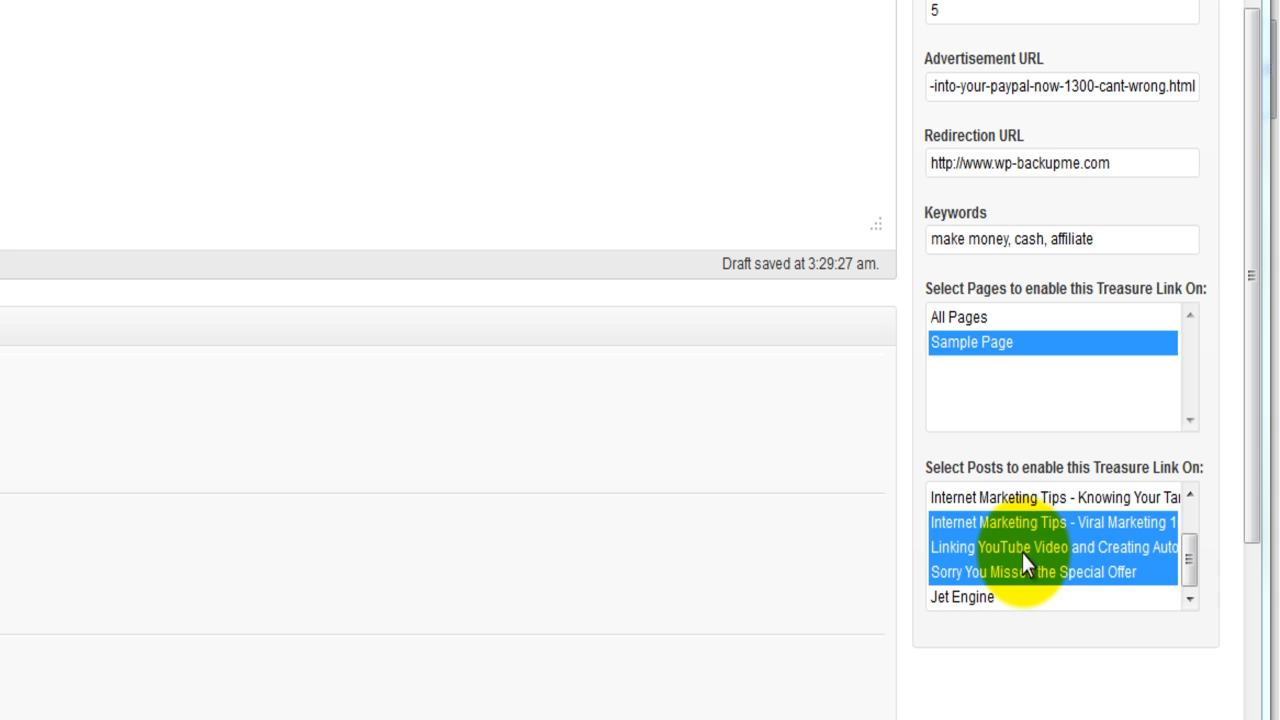 5
Advertisement URL
-into-your-paypal-now-1300-cant-wrong.html
Redirection URL
http://www.wp-backupme.com
Keywords
make money, cash, affiliate
Draft saved at 3:29:27 am.
Select Pages to enable this Treasure Link On:
All Pages
Sample Page
Select Posts to enable this Treasure Link On:
Internet Marketing Tips - Knowing Your Tar
Internet Marketing Tips - Viral Marketing 1
Linking YouTube Video and Creating Auto
Sorry You Missed the Special Offer
Jet Engine